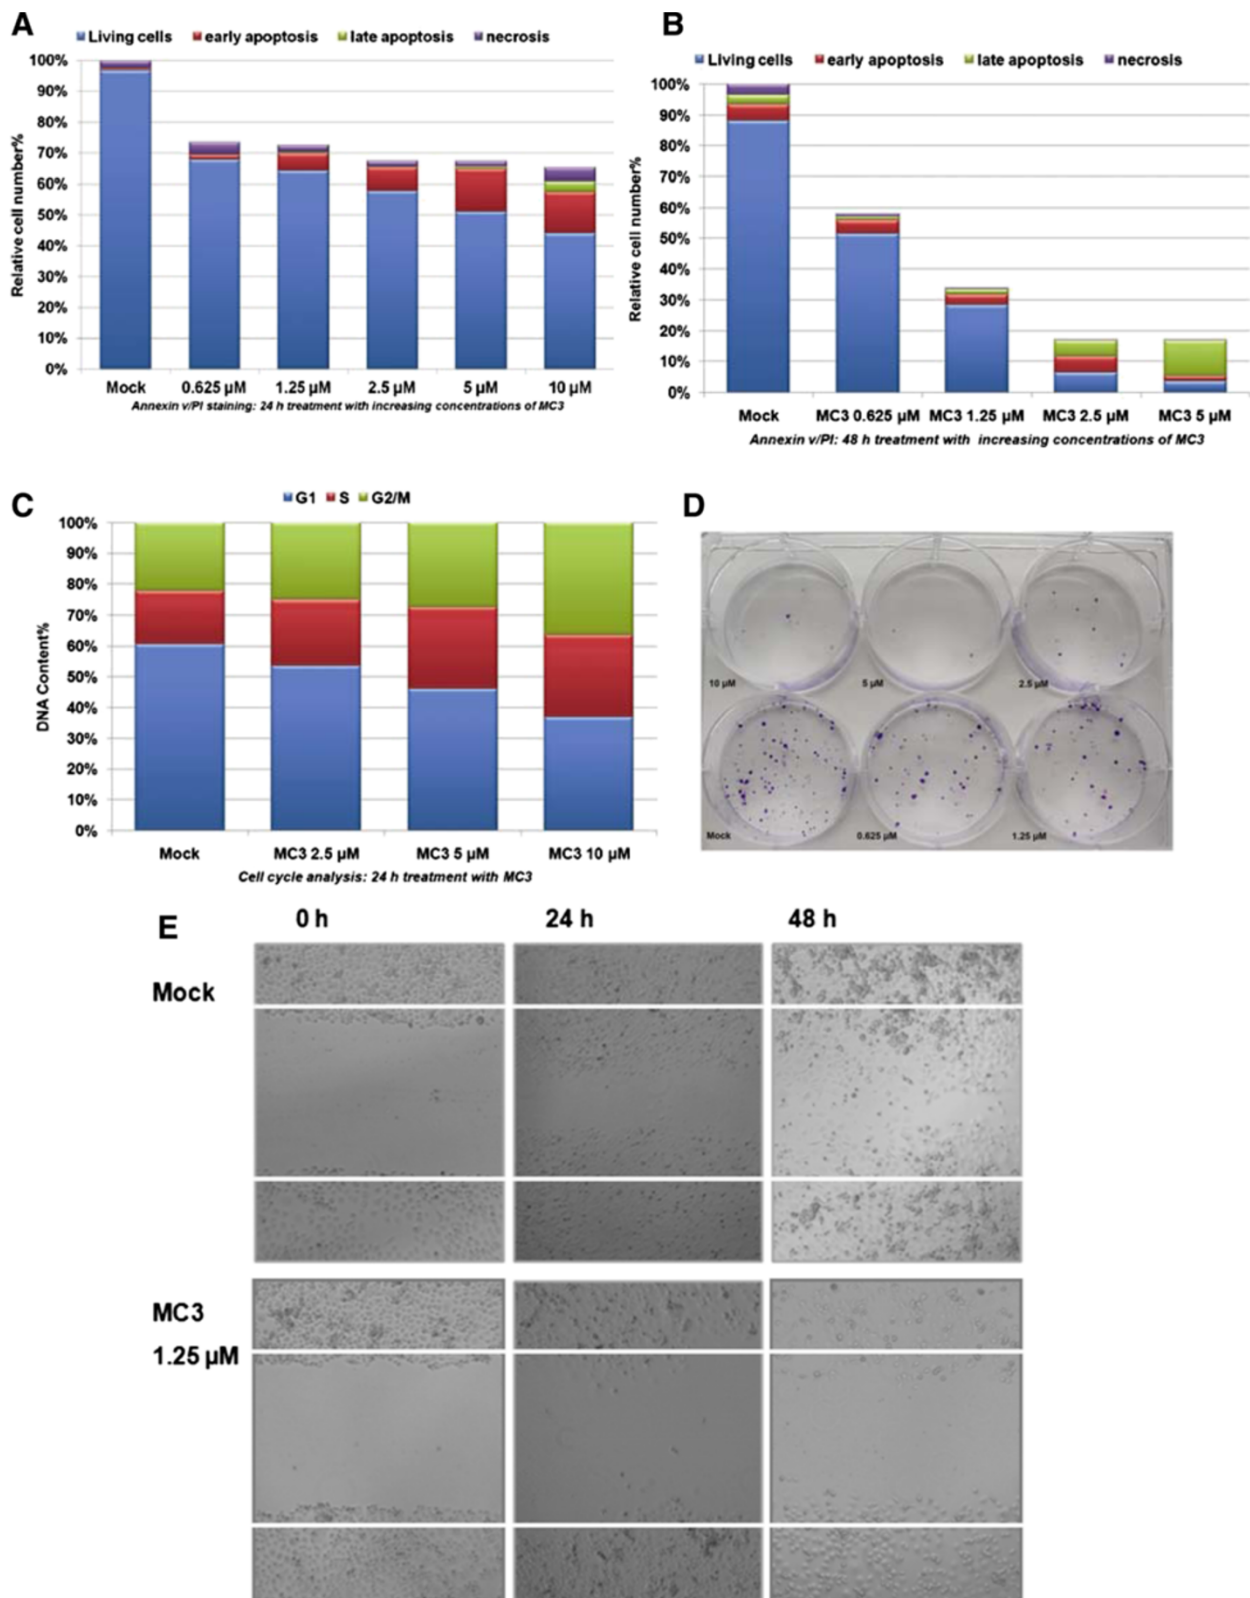 A
Living cells early apoptosis late apoptosis necrosis
100%
90%
80%
70%
60%
50%
40%
30%
20%
10%
0%
Relative cell number%
Mock 0.625 µM 1.25 µM 2.5 µM 5 µM 10 µM
Annexin v/PI staining: 24 h treatment with increasing concentrations of MC3
B
Living cells early apoptosis late apoptosis necrosis
100%
90%
80%
70%
60%
50%
40%
30%
20%
10%
0%
Relative cell number%
Mock MC3 0.625 µM MC3 1.25 µM MC3 2.5 µM MC3 5 µM
Annexin v/PI: 48 h treatment with increasing concentrations of MC3
C
G1 S G2/M
100%
90%
80%
70%
60%
50%
40%
30%
20%
10%
0%
DNA Content%
Mock MC3 2.5 µM MC3 5 µM MC3 10 µM
Cell cycle analysis: 24 h treatment with MC3
D
10 µM 5 µM 2.5 µM
Mock 0.625 µM 1.25 µM
E
0 h 24 h 48 h
Mock
MC3
1.25 µM